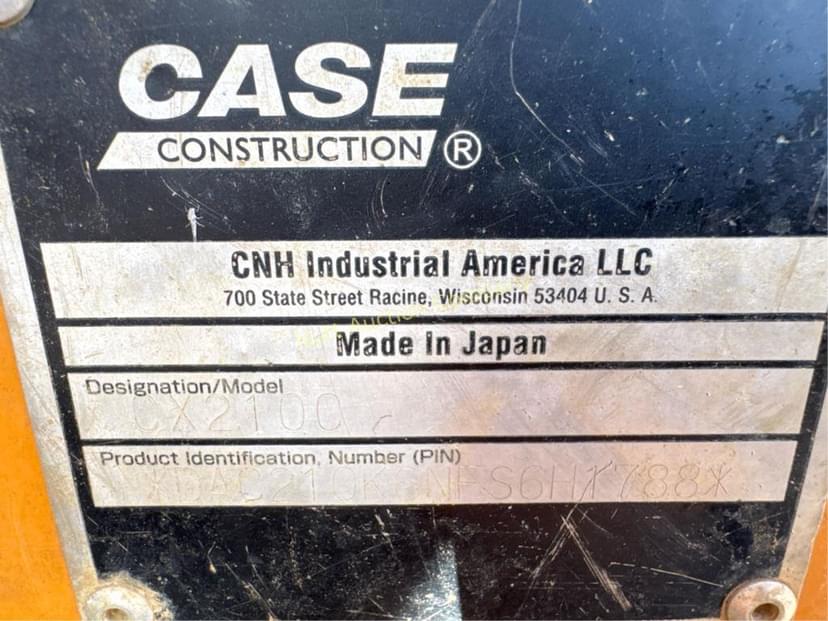 CASE
CONSTRUCTION ®
CNH Industrial America LLC
700 State Street Racine, Wisconsin 53404 U. S. A.
Made In Japan
Designation/Model
CX210C
Product Identification, Number (PIN)